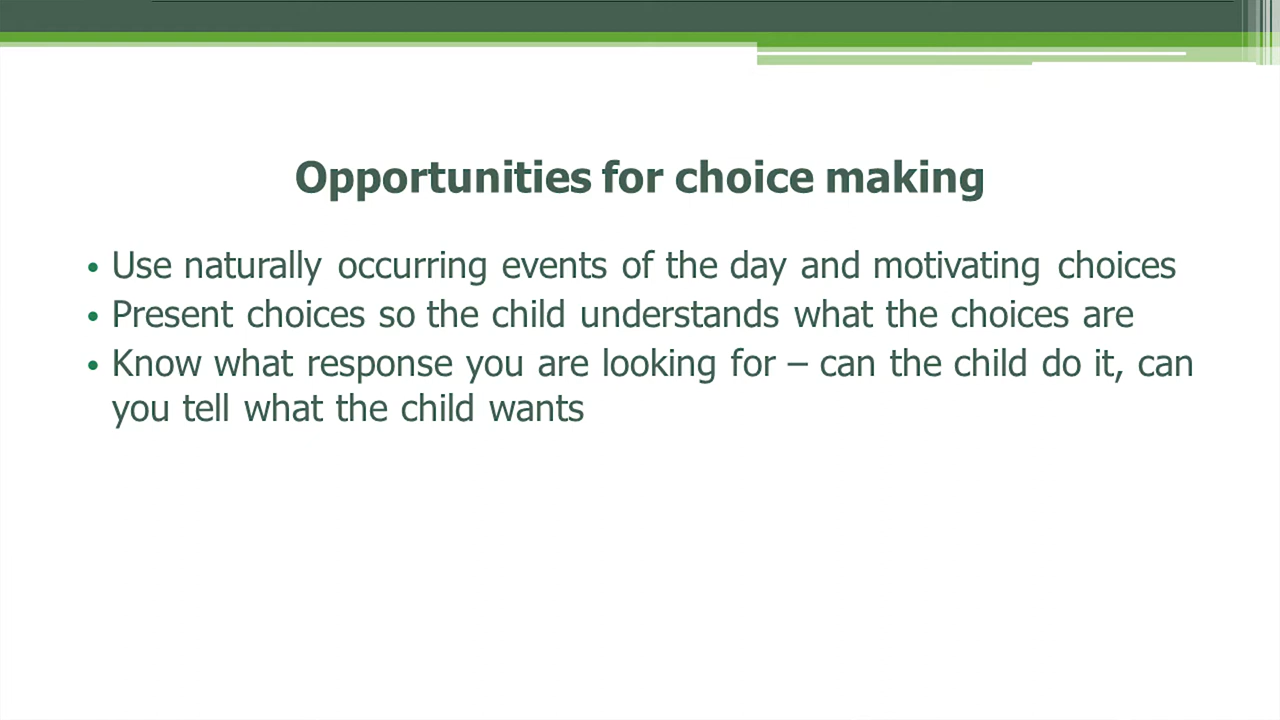 Opportunities for choice making
• Use naturally occurring events of the day and motivating choices
• Present choices so the child understands what the choices are
• Know what response you are looking for – can the child do it, can
you tell what the child wants